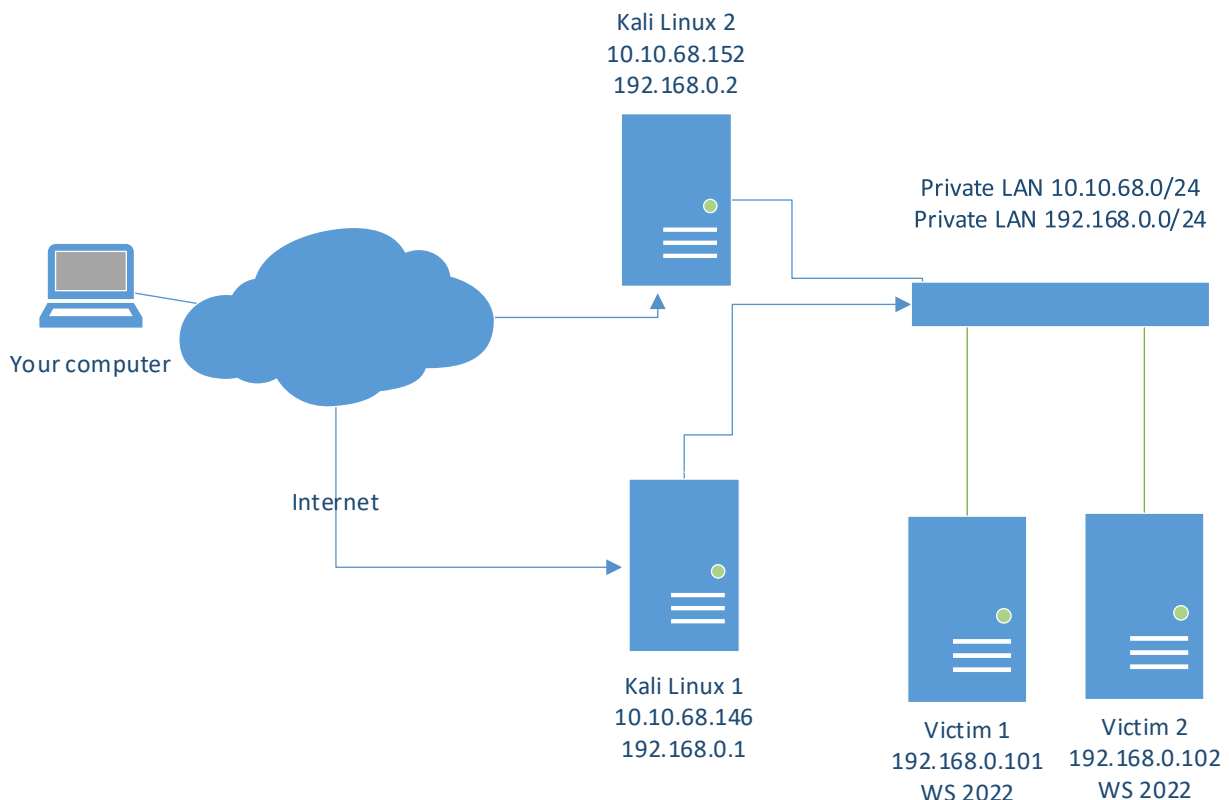 Kali Linux 2
10.10.68.152
192.168.0.2
Private LAN 10.10.68.0/24
Private LAN 192.168.0.0/24
Your computer
Internet
Kali Linux 1
10.10.68.146
192.168.0.1
Victim 1
192.168.0.101
WS 2022
Victim 2
192.168.0.102
WS 2022